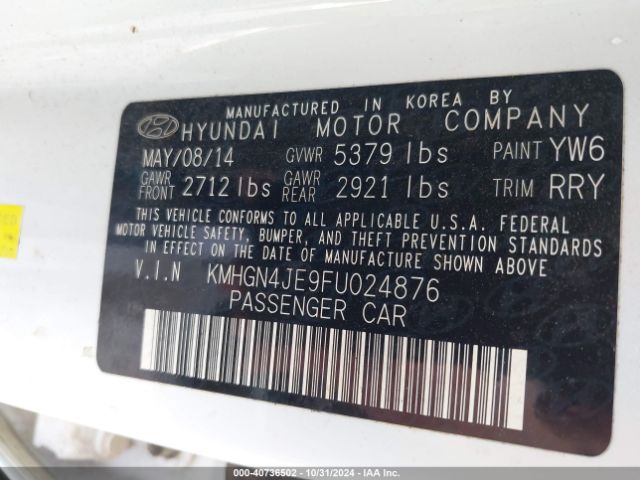 MANUFACTURED IN KOREA BY
HYUNDAI MOTOR COMPANY
MAY/08/14 GVWR 5379 lbs PAINT YW6
GAWR FRONT 2712 lbs GAWR REAR 2921 lbs TRIM RRY
THIS VEHICLE CONFORMS TO ALL APPLICABLE U.S.A. FEDERAL
MOTOR VEHICLE SAFETY, BUMPER, AND THEFT PREVENTION STANDARDS
IN EFFECT ON THE DATE OF MANUFACTURE SHOWN ABOVE.
V.I.N KMHGN4JE9FU024876
PASSENGER CAR
000-40736502 - 10/31/2024 - IAA Inc.